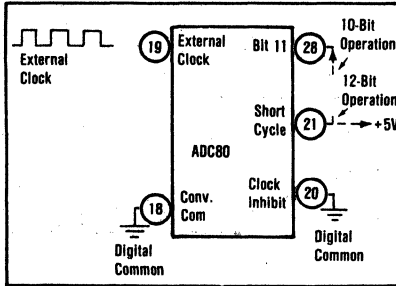 10-Bit
Operation
12-Bit
Operation
+5V
External
Clock
19
External
Clock
Bit 11
28
Short
Cycle
21
ADC80
18
Conv.
Com
Clock
Inhibit
20
Digital
Common
Digital
Common